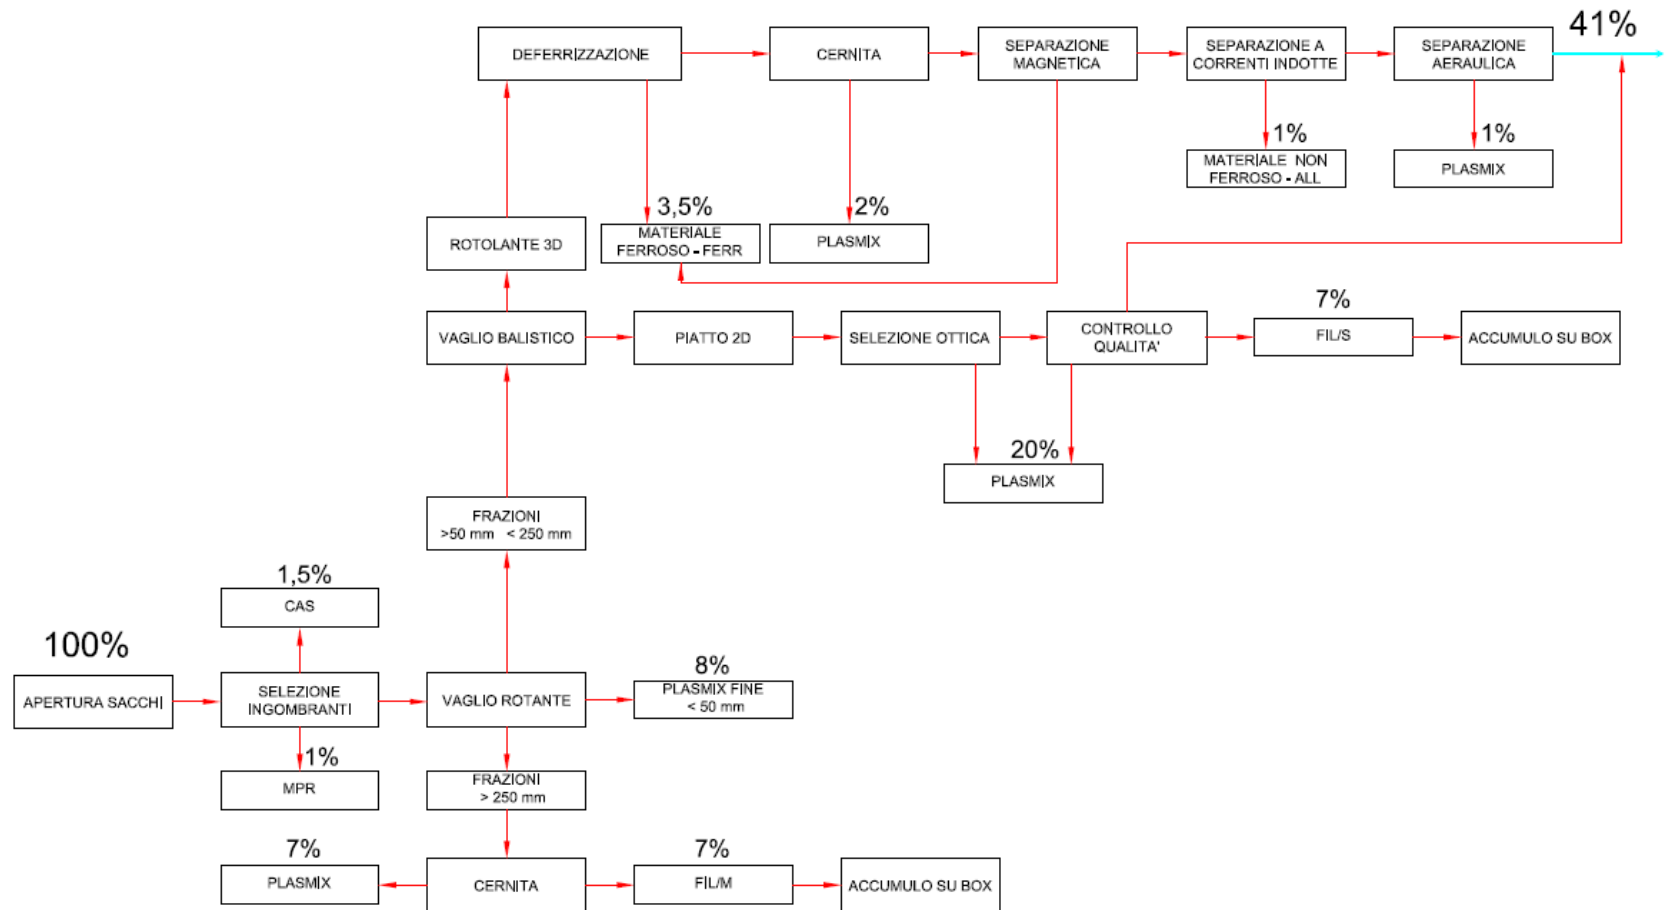 41%
DEFERRIZZAZIONE
CERNITA
SEPARAZIONE
MAGNETICA
SEPARAZIONE A
CORRENTI INDOTTE
SEPARAZIONE
AERAULICA
1%
MATERIALE NON
FERROSO - ALL
1%
PLASMIX
3,5%
MATERIALE
FERROSO - FERR
2%
PLASMIX
ROTOLANTE 3D
VAGLIO BALISTICO
PIATTO 2D
SELEZIONE OTTICA
CONTROLLO
QUALITA'
7%
FIL/S
ACCUMULO SU BOX
20%
PLASMIX
FRAZIONI
>50 mm < 250 mm
1,5%
CAS
100%
APERTURA SACCHI
SELEZIONE
INGOMBRANTI
VAGLIO ROTANTE
8%
PLASMIX FINE
< 50 mm
1%
MPR
FRAZIONI
> 250 mm
7%
PLASMIX
CERNITA
7%
FIL/M
ACCUMULO SU BOX